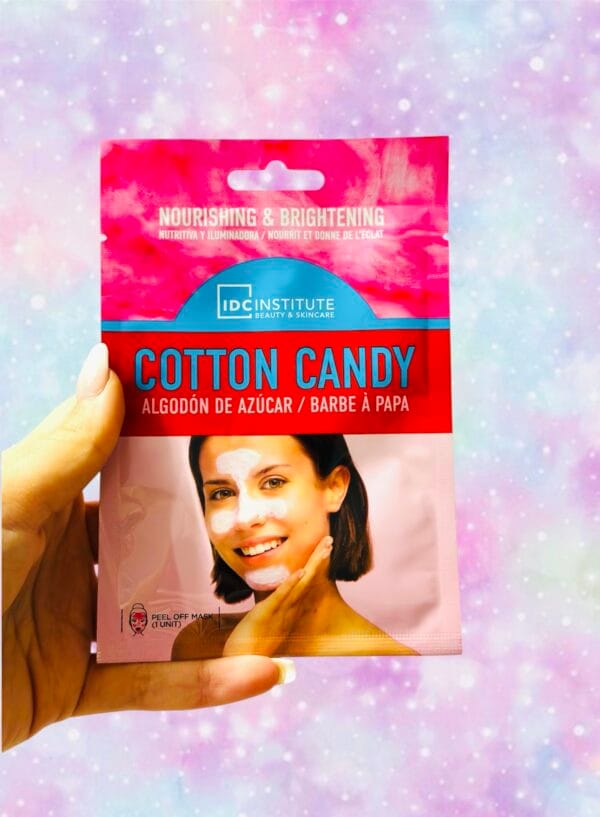 NOURISHING & BRIGHTENING
NUTRITIVA Y ILUMINADORA / NOURRIT ET DONNE DE L'ÉCLAT
IDC INSTITUTE
BEAUTY & SKINCARE
COTTON CANDY
ALGODÓN DE AZÚCAR / BARBE À PAPA
PEEL OFF MASK
(1 UNIT)